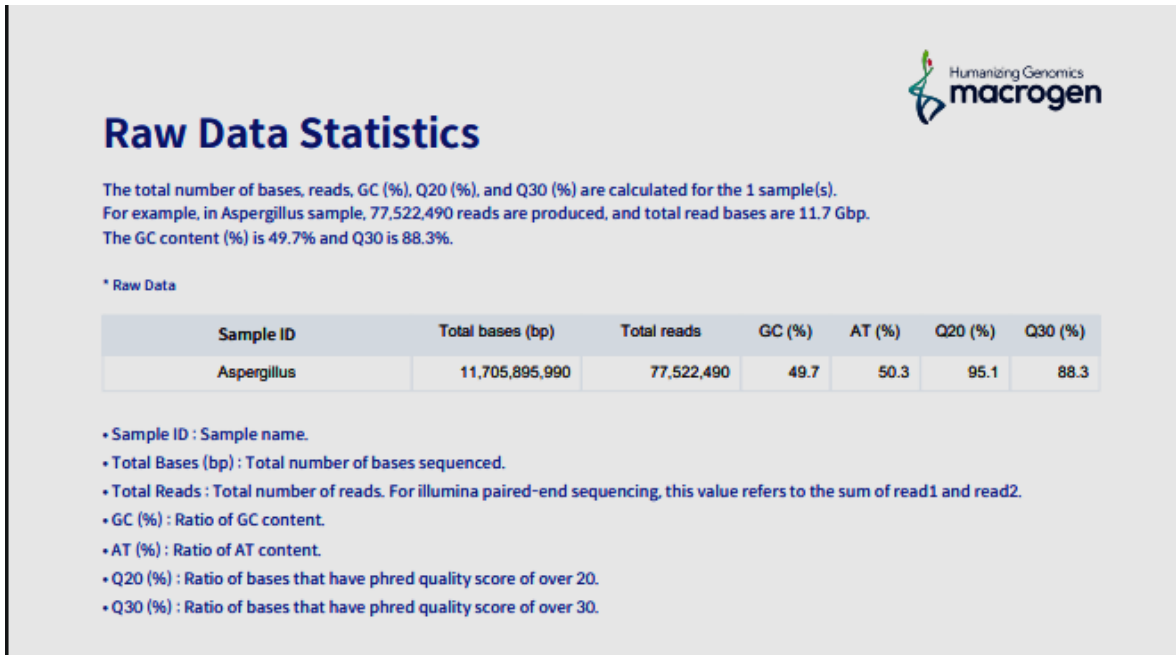 Humanizing Genomics
macrogen
Raw Data Statistics
The total number of bases, reads, GC (%), Q20 (%), and Q30 (%) are calculated for the 1 sample(s).
For example, in Aspergillus sample, 77,522,490 reads are produced, and total read bases are 11.7 Gbp.
The GC content (%) is 49.7% and Q30 is 88.3%.
* Raw Data
Sample ID Total bases (bp) Total reads GC (%) AT (%) Q20 (%) Q30 (%)
Aspergillus 11,705,895,990 77,522,490 49.7 50.3 95.1 88.3
• Sample ID : Sample name.
• Total Bases (bp) : Total number of bases sequenced.
• Total Reads : Total number of reads. For illumina paired-end sequencing, this value refers to the sum of read1 and read2.
• GC (%) : Ratio of GC content.
• AT (%) : Ratio of AT content.
• Q20 (%) : Ratio of bases that have phred quality score of over 20.
• Q30 (%) : Ratio of bases that have phred quality score of over 30.